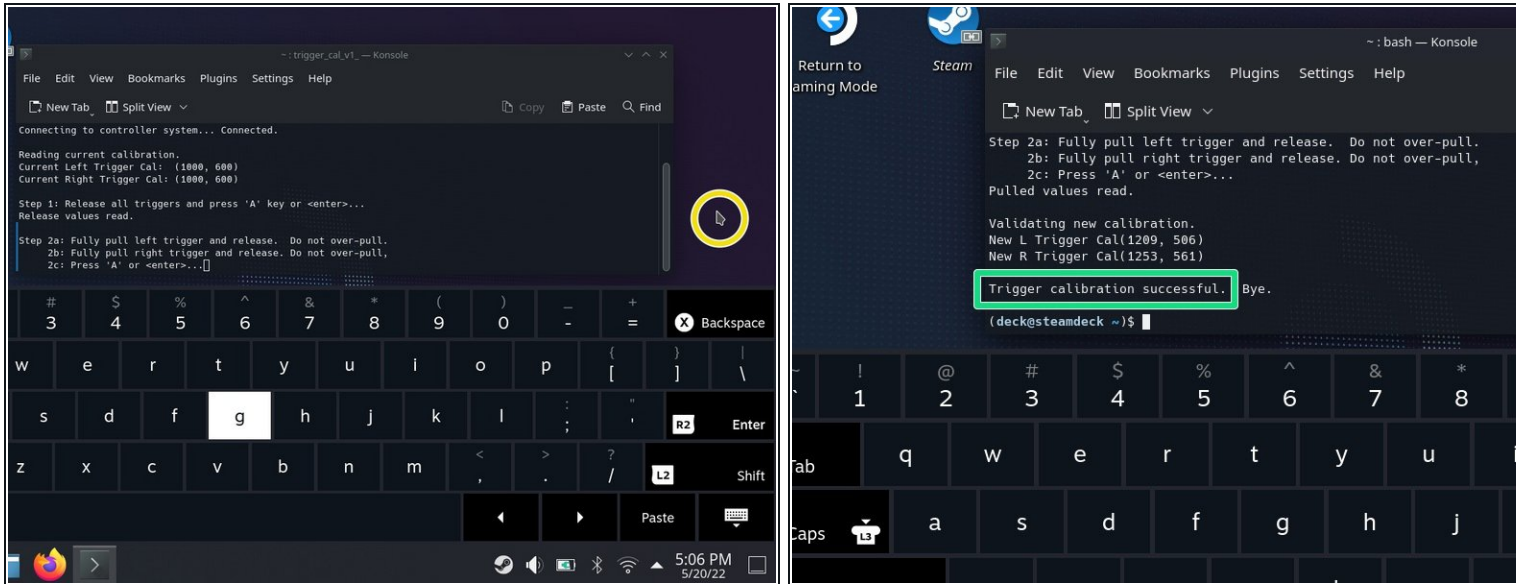 ~ : trigger_cal_v1_ — Konsole
File Edit View Bookmarks Plugins Settings Help
New Tab Split View Copy Paste Find
Connecting to controller system... Connected.
Reading current calibration.
Current Left Trigger Cal: (1000, 600)
Current Right Trigger Cal: (1000, 600)
Step 1: Release all triggers and press 'A' key or <enter>...
Release values read.
Step 2a: Fully pull left trigger and release. Do not over-pull.
2b: Fully pull right trigger and release. Do not over-pull,
2c: Press 'A' or <enter>...
# $ % ^ & * ( ) _ +
3 4 5 6 7 8 9 0 - = X Backspace
{ } |
w e r t y u i o p [ ] \
: "
s d f g h j k l ; ' R2 Enter
< > ?
z x c v b n m , . / L2 Shift
Paste
5:06 PM
5/20/22
Return to
aming Mode
Steam
~ : bash — Konsole
File Edit View Bookmarks Plugins Settings Help
New Tab Split View
Step 2a: Fully pull left trigger and release. Do not over-pull.
2b: Fully pull right trigger and release. Do not over-pull,
2c: Press 'A' or <enter>...
Pulled values read.
Validating new calibration.
New L Trigger Cal(1209, 506)
New R Trigger Cal(1253, 561)
Trigger calibration successful. Bye.
(deck@steamdeck ~)$
~ ! @ # $ % ^ & *
` 1 2 3 4 5 6 7 8
Tab q w e r t y u i
Caps L3 a s d f g h j